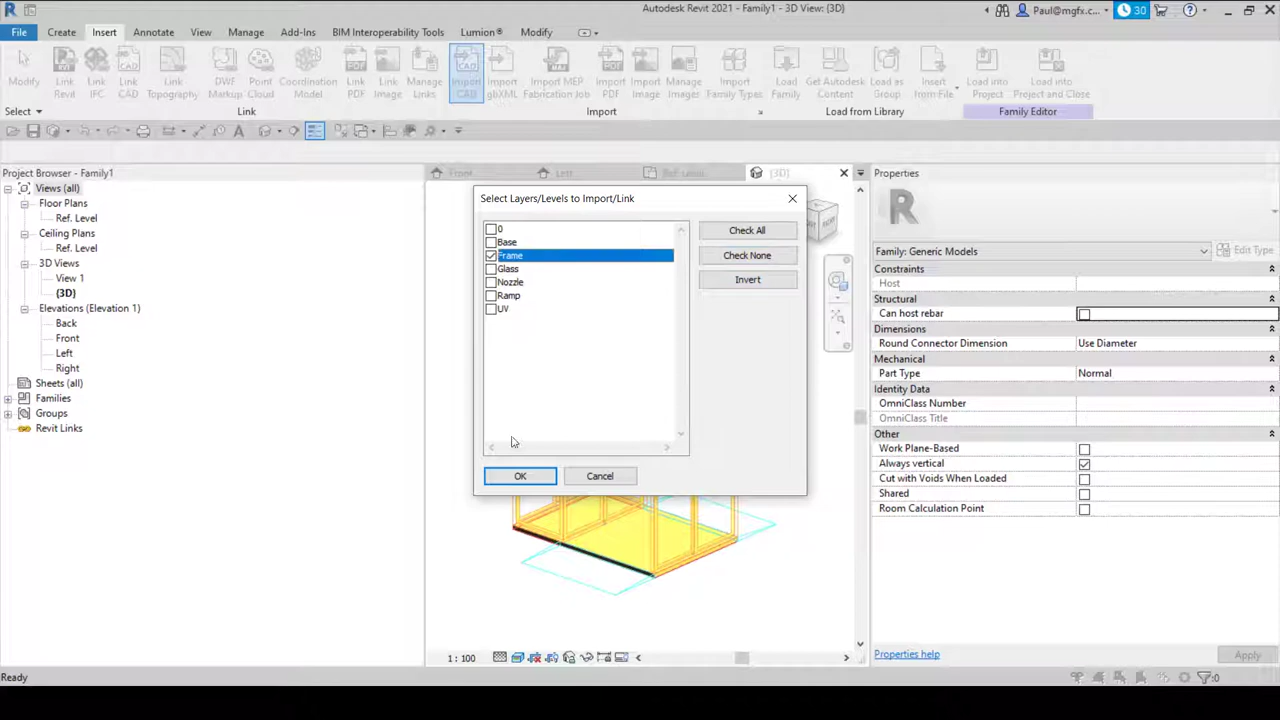 Autodesk Revit 2021 - Family1 - 3D View: {3D}
Paul@mgfx.c...
30
File Create Insert Annotate View Manage Add-Ins BIM Interoperability Tools Lumion® Modify
Modify
Link Revit
Link IFC
Link CAD
Link Topography
DWF Markup
Point Cloud
Coordination Model
Link PDF
Link Image
Manage Links
Import CAD
Import gbXML
Import MEP Fabrication Job
Import PDF
Import Image
Manage Images
Import Family Types
Load Family
Get Autodesk Content
Load as Group
Insert from File
Load into Project
Load into Project and Close
Select
Link
Import
Load from Library
Family Editor
Project Browser - Family1
Views (all)
Floor Plans
Ref. Level
Ceiling Plans
Ref. Level
3D Views
View 1
{3D}
Elevations (Elevation 1)
Back
Front
Left
Right
Sheets (all)
Families
Groups
Revit Links
Front
Left
Ref. Level
{3D}
Select Layers/Levels to Import/Link
0
Base
Frame
Glass
Nozzle
Ramp
UV
Check All
Check None
Invert
OK
Cancel
1 : 100
Properties
Family: Generic Models
Edit Type
Constraints
Host
Structural
Can host rebar
Dimensions
Round Connector Dimension Use Diameter
Mechanical
Part Type Normal
Identity Data
OmniClass Number
OmniClass Title
Other
Work Plane-Based
Always vertical
Cut with Voids When Loaded
Shared
Room Calculation Point
Properties help
Apply
Ready
:0